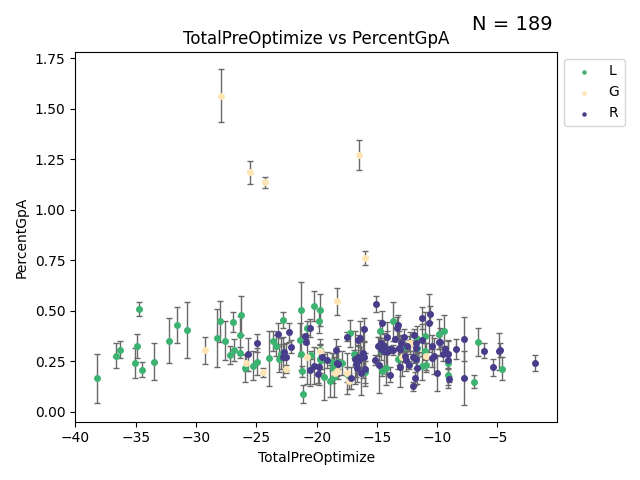 N = 189
TotalPreOptimize vs PercentGpA
1.75
1.50
1.25
1.00
0.75
0.50
0.25
0.00
PercentGpA
−40
−35
−30
−25
−20
−15
−10
−5
TotalPreOptimize
L
G
R